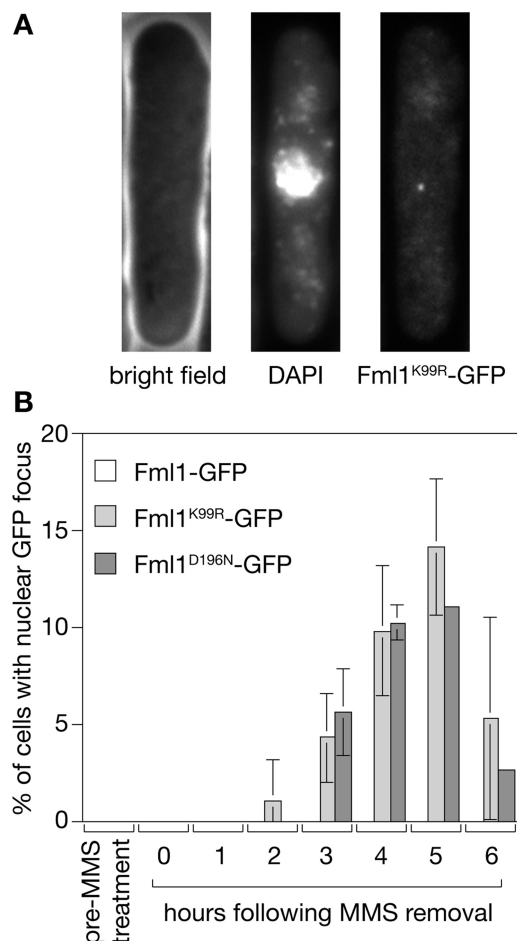 A
bright field DAPI Fml1K99R-GFP
B
% of cells with nuclear GFP focus
20
15
10
5
0
Fml1-GFP
Fml1K99R-GFP
Fml1D196N-GFP
pre-MMS
treatment
0 1 2 3 4 5 6
hours following MMS removal